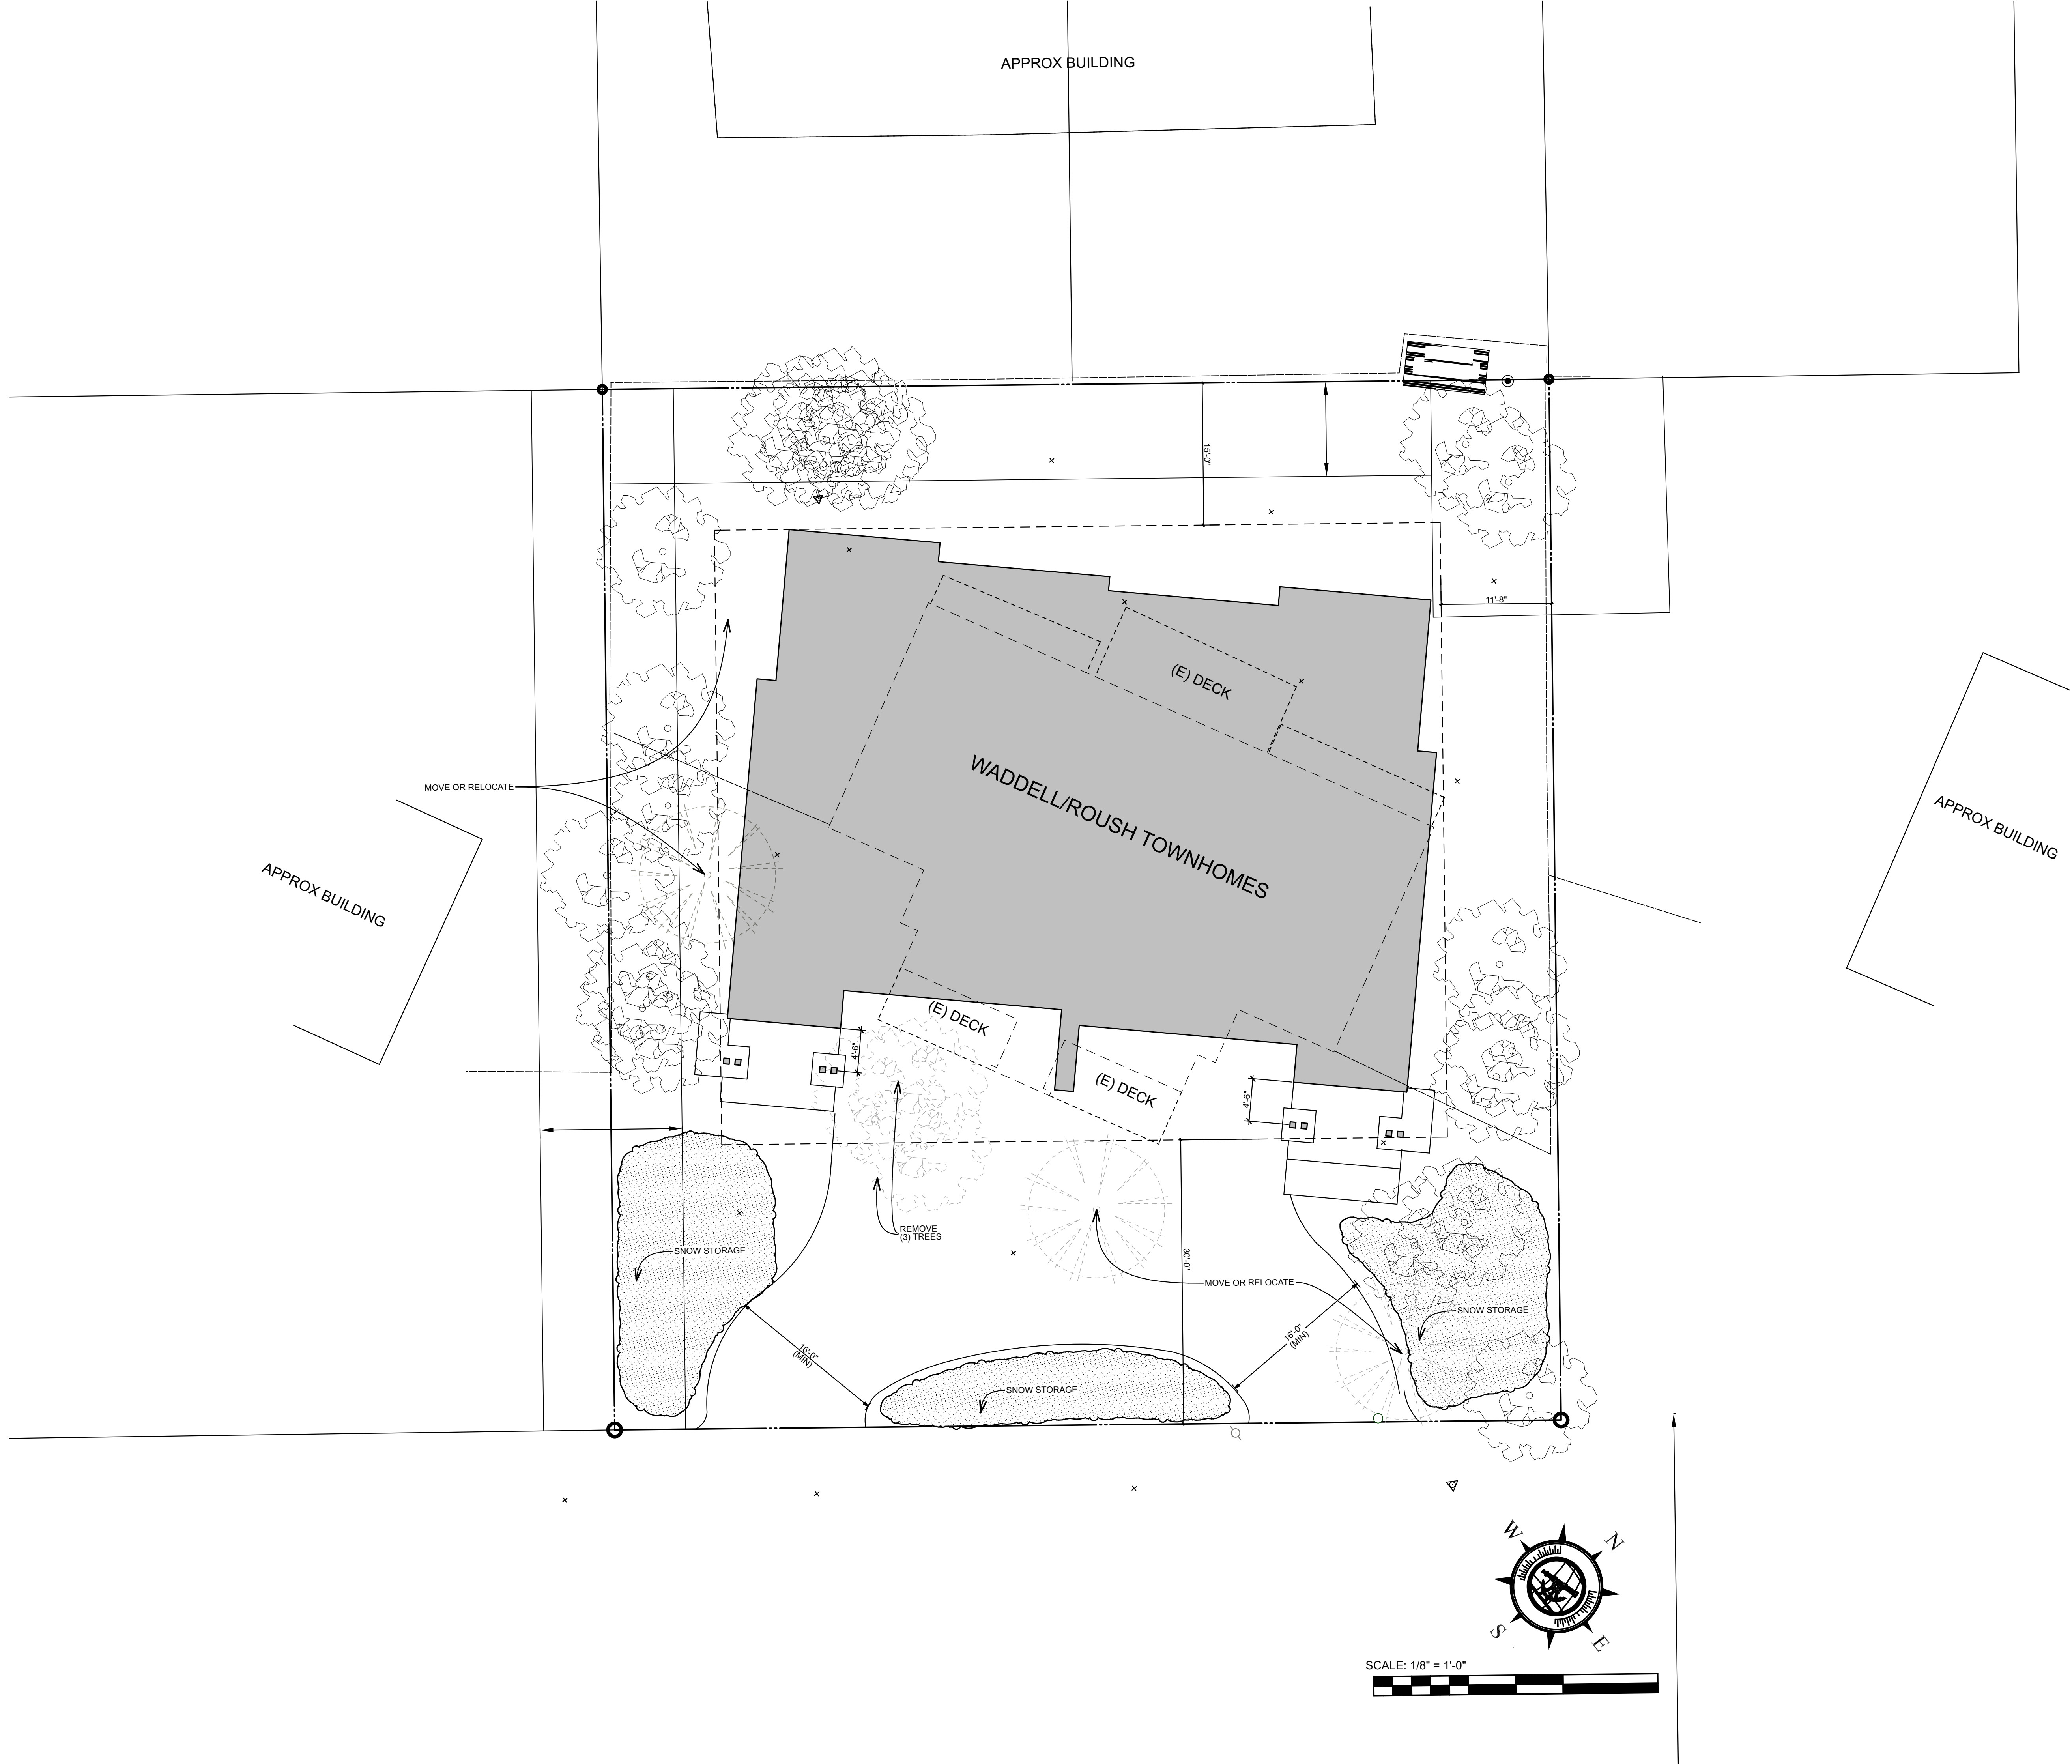 APPROX BUILDING
15'-0"
11'-8"
(E) DECK
MOVE OR RELOCATE
WADDELL/ROUSH TOWNHOMES
APPROX BUILDING
APPROX BUILDING
(E) DECK
4'-6"
(E) DECK
4'-6"
REMOVE
(3) TREES
SNOW STORAGE
30'-0"
MOVE OR RELOCATE
SNOW STORAGE
16'-0"
(MIN)
16'-0"
(MIN)
SNOW STORAGE
W
N
S
E
SCALE: 1/8" = 1'-0"